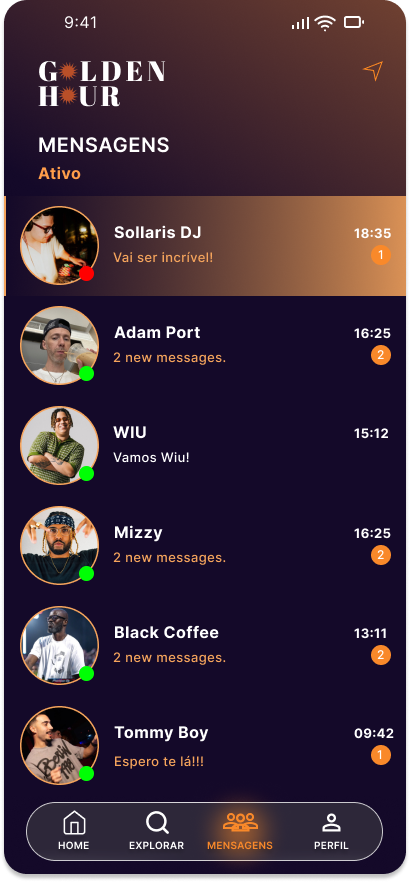 9:41
GOLDEN
HOUR
MENSAGENS
Ativo
Sollaris DJ 18:35
Vai ser incrível! 1
Adam Port 16:25
2 new messages. 2
WIU 15:12
Vamos Wiu!
Mizzy 16:25
2 new messages. 2
Black Coffee 13:11
2 new messages. 2
Tommy Boy 09:42
Espero te lá!!! 1
HOME EXPLORAR MENSAGENS PERFIL